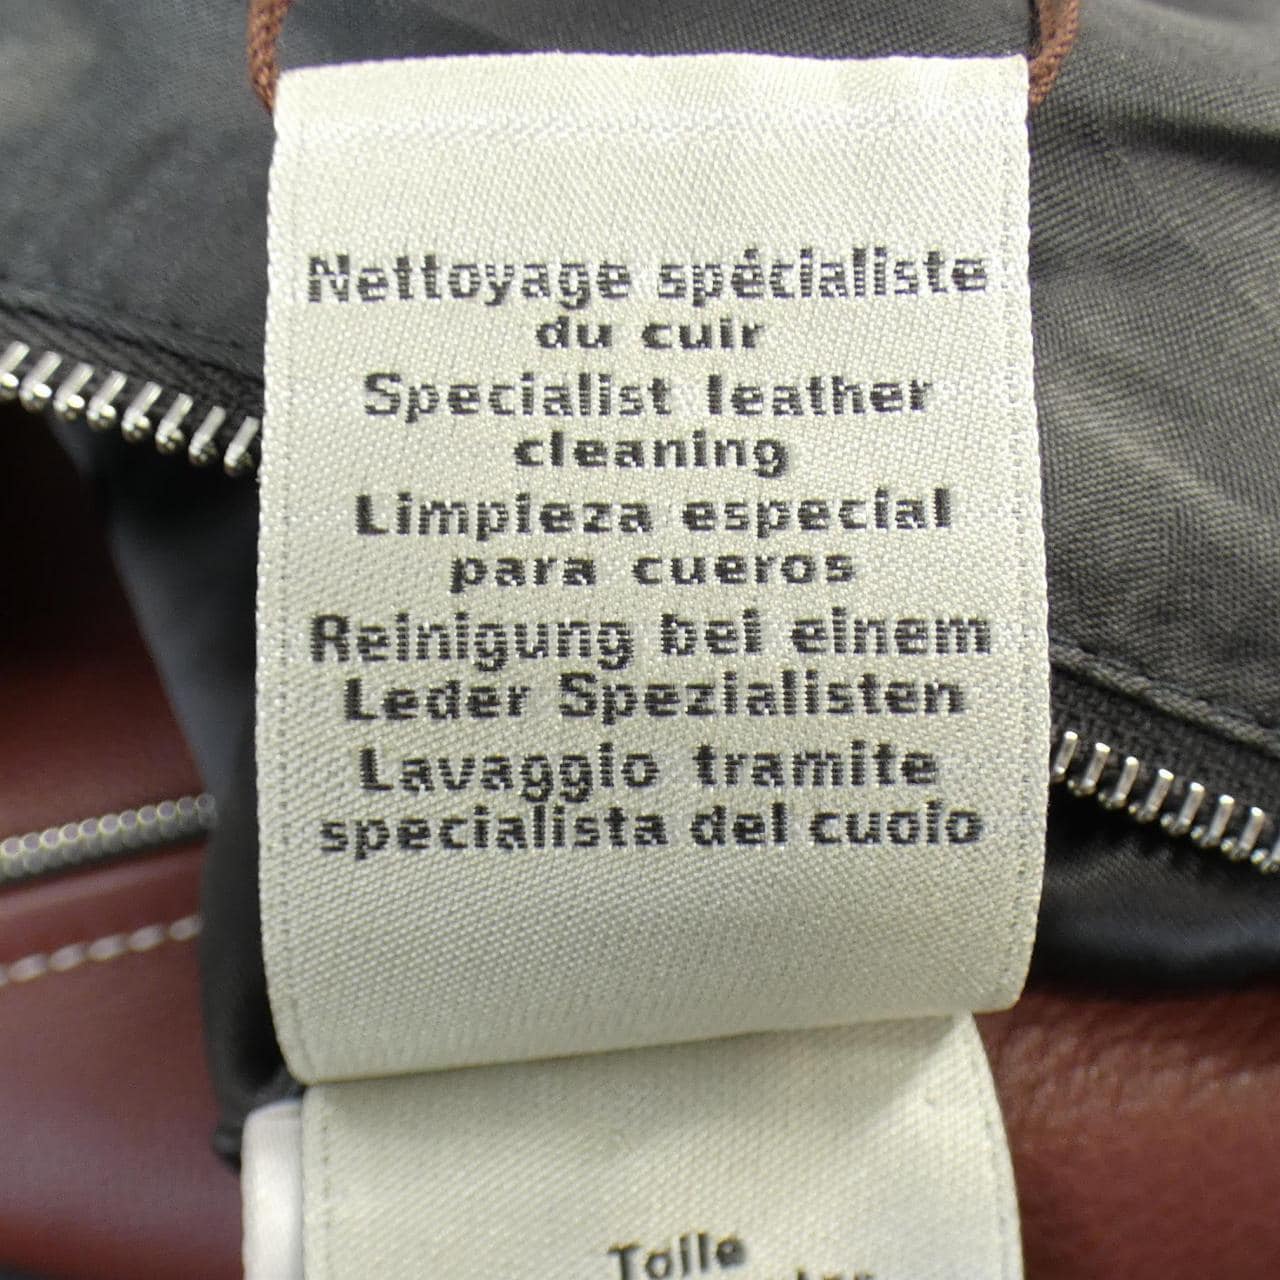 Nettoyage spécialiste
du cuir
Specialist leather
cleaning
Limpieza especial
para cueros
Reinigung bei einem
Leder Spezialisten
Lavaggio tramite
specialista del cuoio
Taille